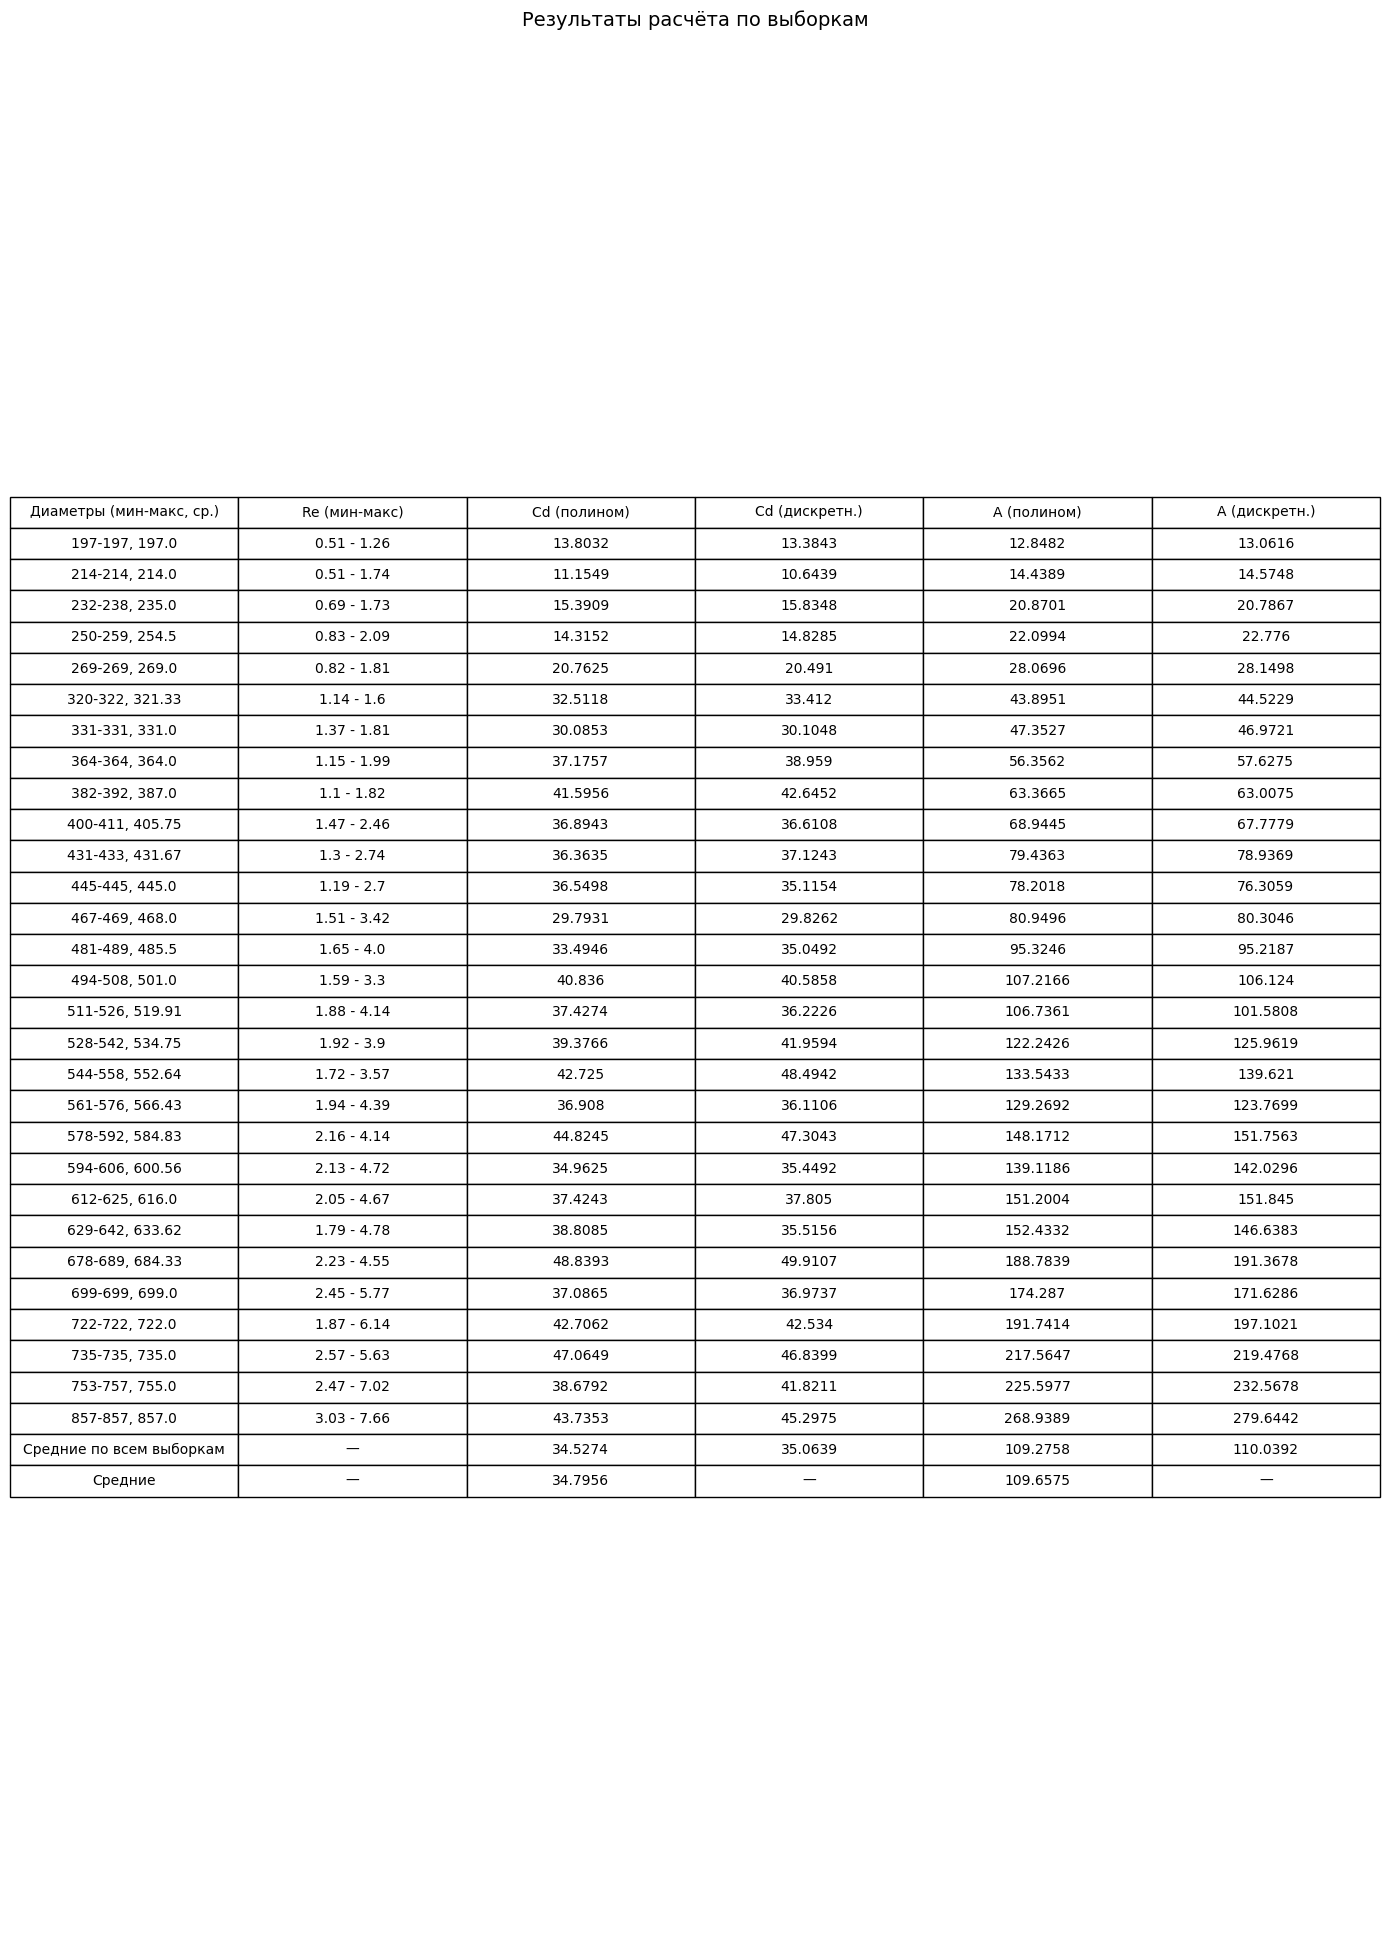 Результаты расчёта по выборкам
Диаметры (мин-макс, ср.) Re (мин-макс) Cd (полином) Cd (дискретн.) A (полином) A (дискретн.)
197-197, 197.0 0.51 - 1.26 13.8032 13.3843 12.8482 13.0616
214-214, 214.0 0.51 - 1.74 11.1549 10.6439 14.4389 14.5748
232-238, 235.0 0.69 - 1.73 15.3909 15.8348 20.8701 20.7867
250-259, 254.5 0.83 - 2.09 14.3152 14.8285 22.0994 22.776
269-269, 269.0 0.82 - 1.81 20.7625 20.491 28.0696 28.1498
320-322, 321.33 1.14 - 1.6 32.5118 33.412 43.8951 44.5229
331-331, 331.0 1.37 - 1.81 30.0853 30.1048 47.3527 46.9721
364-364, 364.0 1.15 - 1.99 37.1757 38.959 56.3562 57.6275
382-392, 387.0 1.1 - 1.82 41.5956 42.6452 63.3665 63.0075
400-411, 405.75 1.47 - 2.46 36.8943 36.6108 68.9445 67.7779
431-433, 431.67 1.3 - 2.74 36.3635 37.1243 79.4363 78.9369
445-445, 445.0 1.19 - 2.7 36.5498 35.1154 78.2018 76.3059
467-469, 468.0 1.51 - 3.42 29.7931 29.8262 80.9496 80.3046
481-489, 485.5 1.65 - 4.0 33.4946 35.0492 95.3246 95.2187
494-508, 501.0 1.59 - 3.3 40.836 40.5858 107.2166 106.124
511-526, 519.91 1.88 - 4.14 37.4274 36.2226 106.7361 101.5808
528-542, 534.75 1.92 - 3.9 39.3766 41.9594 122.2426 125.9619
544-558, 552.64 1.72 - 3.57 42.725 48.4942 133.5433 139.621
561-576, 566.43 1.94 - 4.39 36.908 36.1106 129.2692 123.7699
578-592, 584.83 2.16 - 4.14 44.8245 47.3043 148.1712 151.7563
594-606, 600.56 2.13 - 4.72 34.9625 35.4492 139.1186 142.0296
612-625, 616.0 2.05 - 4.67 37.4243 37.805 151.2004 151.845
629-642, 633.62 1.79 - 4.78 38.8085 35.5156 152.4332 146.6383
678-689, 684.33 2.23 - 4.55 48.8393 49.9107 188.7839 191.3678
699-699, 699.0 2.45 - 5.77 37.0865 36.9737 174.287 171.6286
722-722, 722.0 1.87 - 6.14 42.7062 42.534 191.7414 197.1021
735-735, 735.0 2.57 - 5.63 47.0649 46.8399 217.5647 219.4768
753-757, 755.0 2.47 - 7.02 38.6792 41.8211 225.5977 232.5678
857-857, 857.0 3.03 - 7.66 43.7353 45.2975 268.9389 279.6442
Средние по всем выборкам — 34.5274 35.0639 109.2758 110.0392
Средние — 34.7956 — 109.6575 —